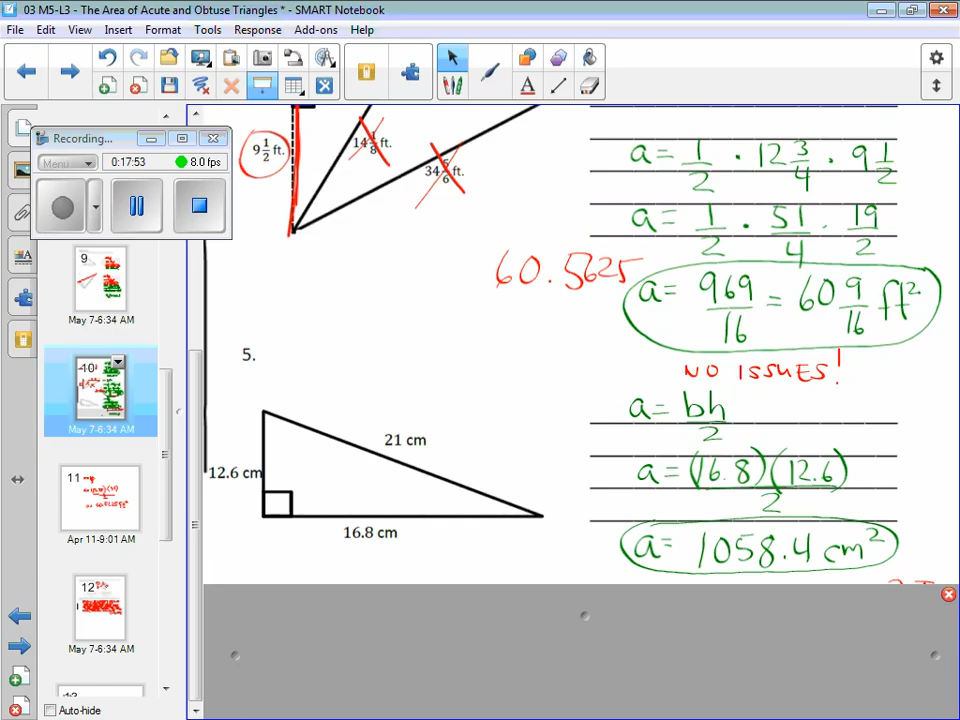 03 M5-L3 - The Area of Acute and Obtuse Triangles * - SMART Notebook
File Edit View Insert Format Tools Response Add-ons Help
Recording...
Menu 0:17:53 8.0 fps
9
May 7-6:34 AM
10
May 7-6:34 AM
11
Apr 11-9:01 AM
12
May 7-6:34 AM
Auto-hide
9 1/2 ft.
14 1/8 ft.
34 5/6 ft.
a= 1/2 · 12 3/4 · 9 1/2
a= 1/2 · 51/4 · 19/2
60.5625
a= 969/16 = 60 9/16 ft²
NO ISSUES!
5.
21 cm
12.6 cm
16.8 cm
a= bh/2
a= (16.8)(12.6)/2
a= 1058.4 cm²